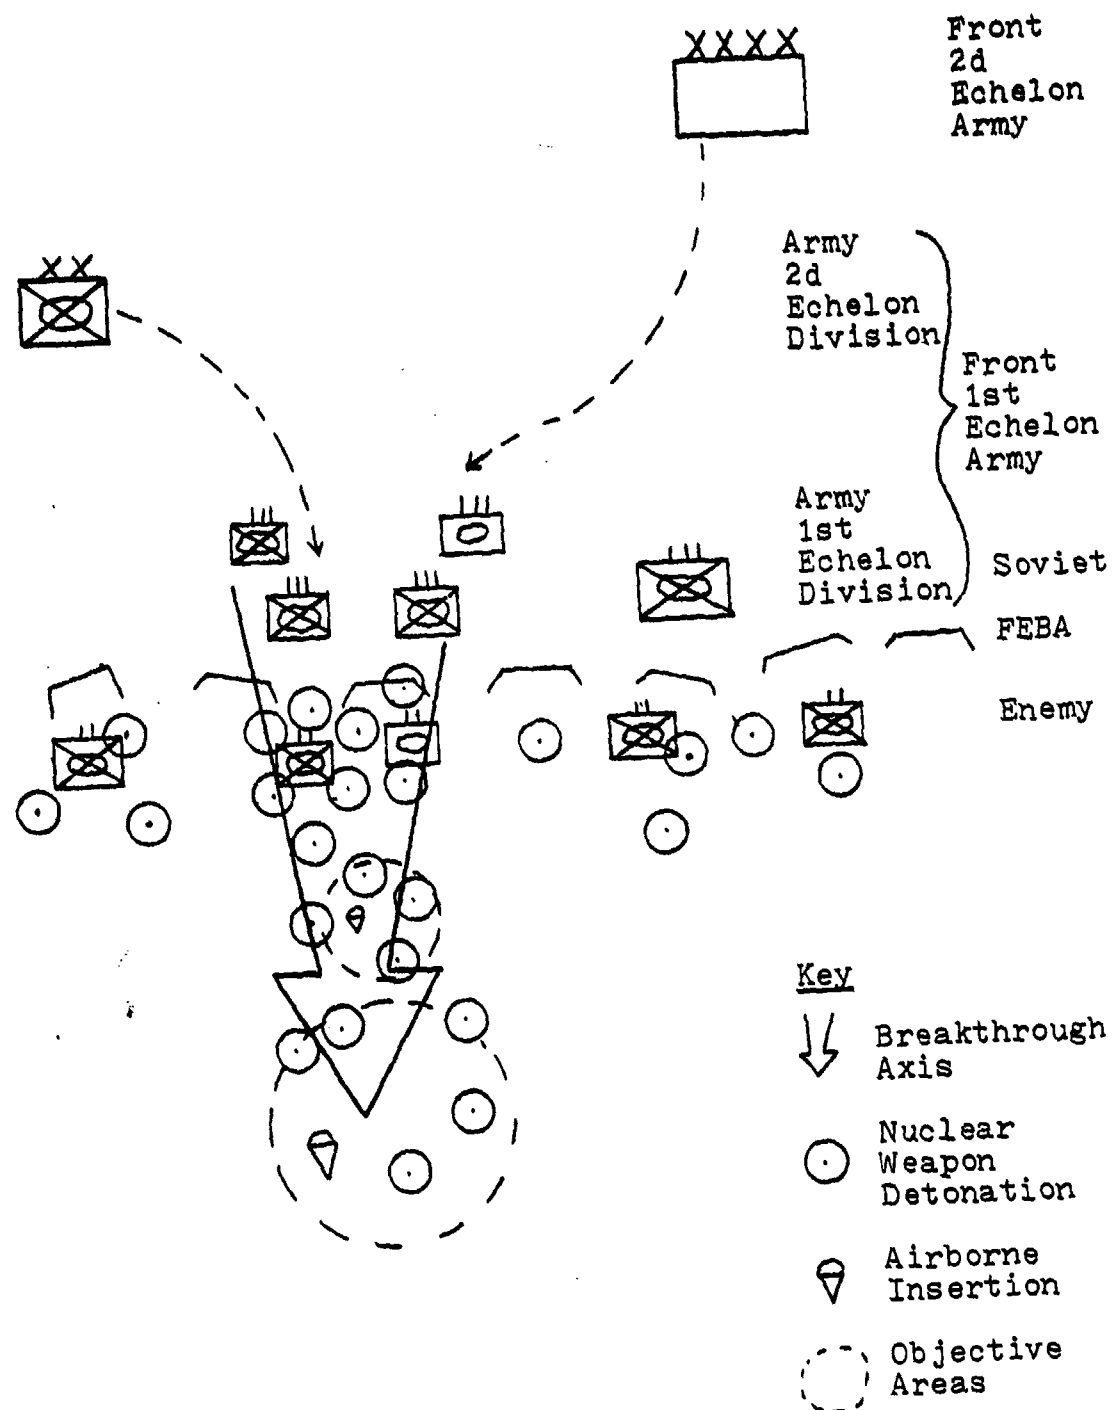 Front
2d
Echelon
Army
Army
2d
Echelon
Division
Front
1st
Echelon
Army
Army
1st
Echelon
Division
Soviet
FEBA
Enemy
Key
Breakthrough
Axis
Nuclear
Weapon
Detonation
Airborne
Insertion
Objective
Areas